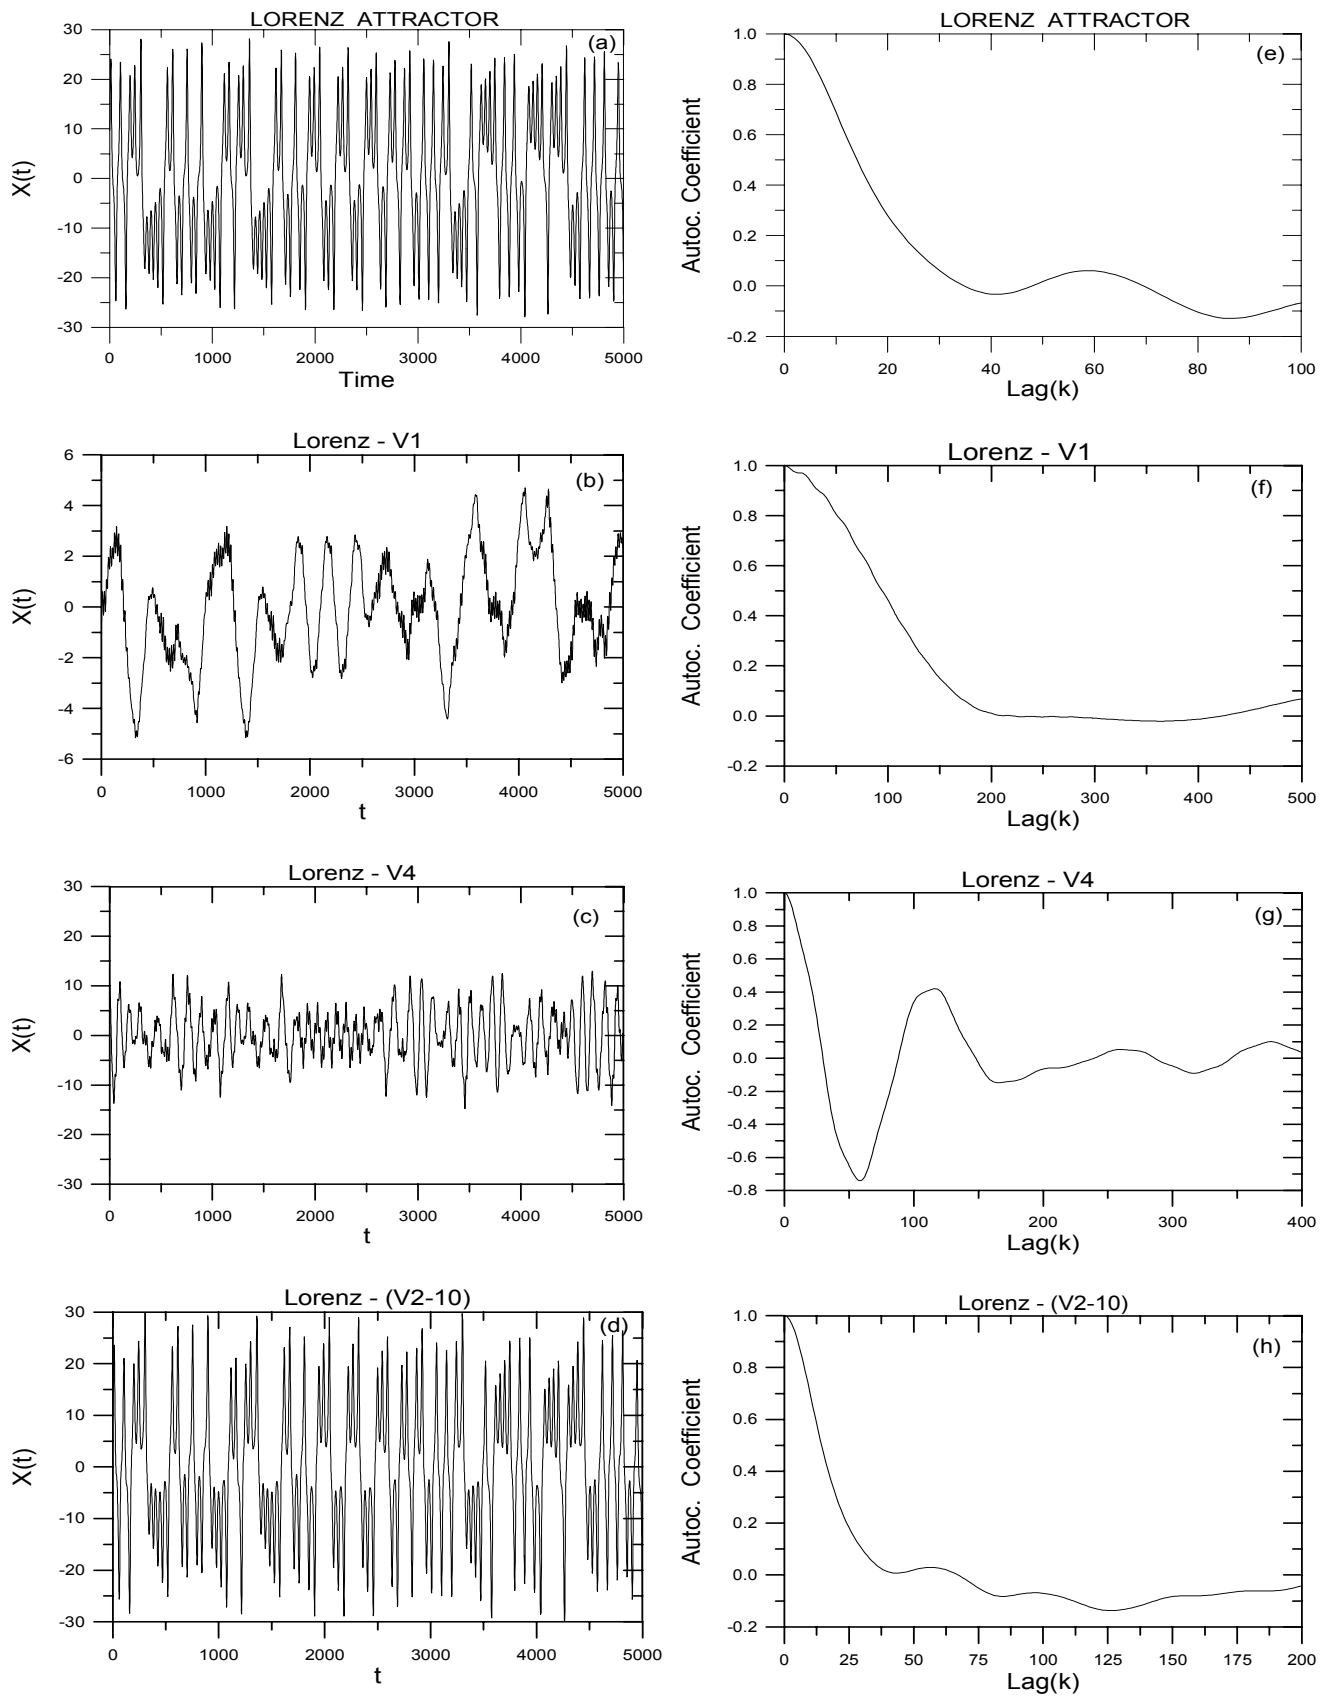 LORENZ ATTRACTOR
(a)
30
20
10
0
-10
-20
-30
X(t)
0 1000 2000 3000 4000 5000
Time
LORENZ ATTRACTOR
(e)
1.0
0.8
0.6
0.4
0.2
0.0
-0.2
Autoc. Coefficient
0 20 40 60 80 100
Lag(k)
Lorenz - V1
(b)
6
4
2
0
-2
-4
-6
X(t)
0 1000 2000 3000 4000 5000
t
Lorenz - V1
(f)
1.0
0.8
0.6
0.4
0.2
0.0
-0.2
Autoc. Coefficient
0 100 200 300 400 500
Lag(k)
Lorenz - V4
(c)
30
20
10
0
-10
-20
-30
X(t)
0 1000 2000 3000 4000 5000
t
Lorenz - V4
(g)
1.0
0.8
0.6
0.4
0.2
0.0
-0.2
-0.4
-0.6
-0.8
Autoc. Coefficient
0 100 200 300 400
Lag(k)
Lorenz - (V2-10)
(d)
30
20
10
0
-10
-20
-30
X(t)
0 1000 2000 3000 4000 5000
t
Lorenz - (V2-10)
(h)
1.0
0.8
0.6
0.4
0.2
0.0
-0.2
Autoc. Coefficient
0 25 50 75 100 125 150 175 200
Lag(k)